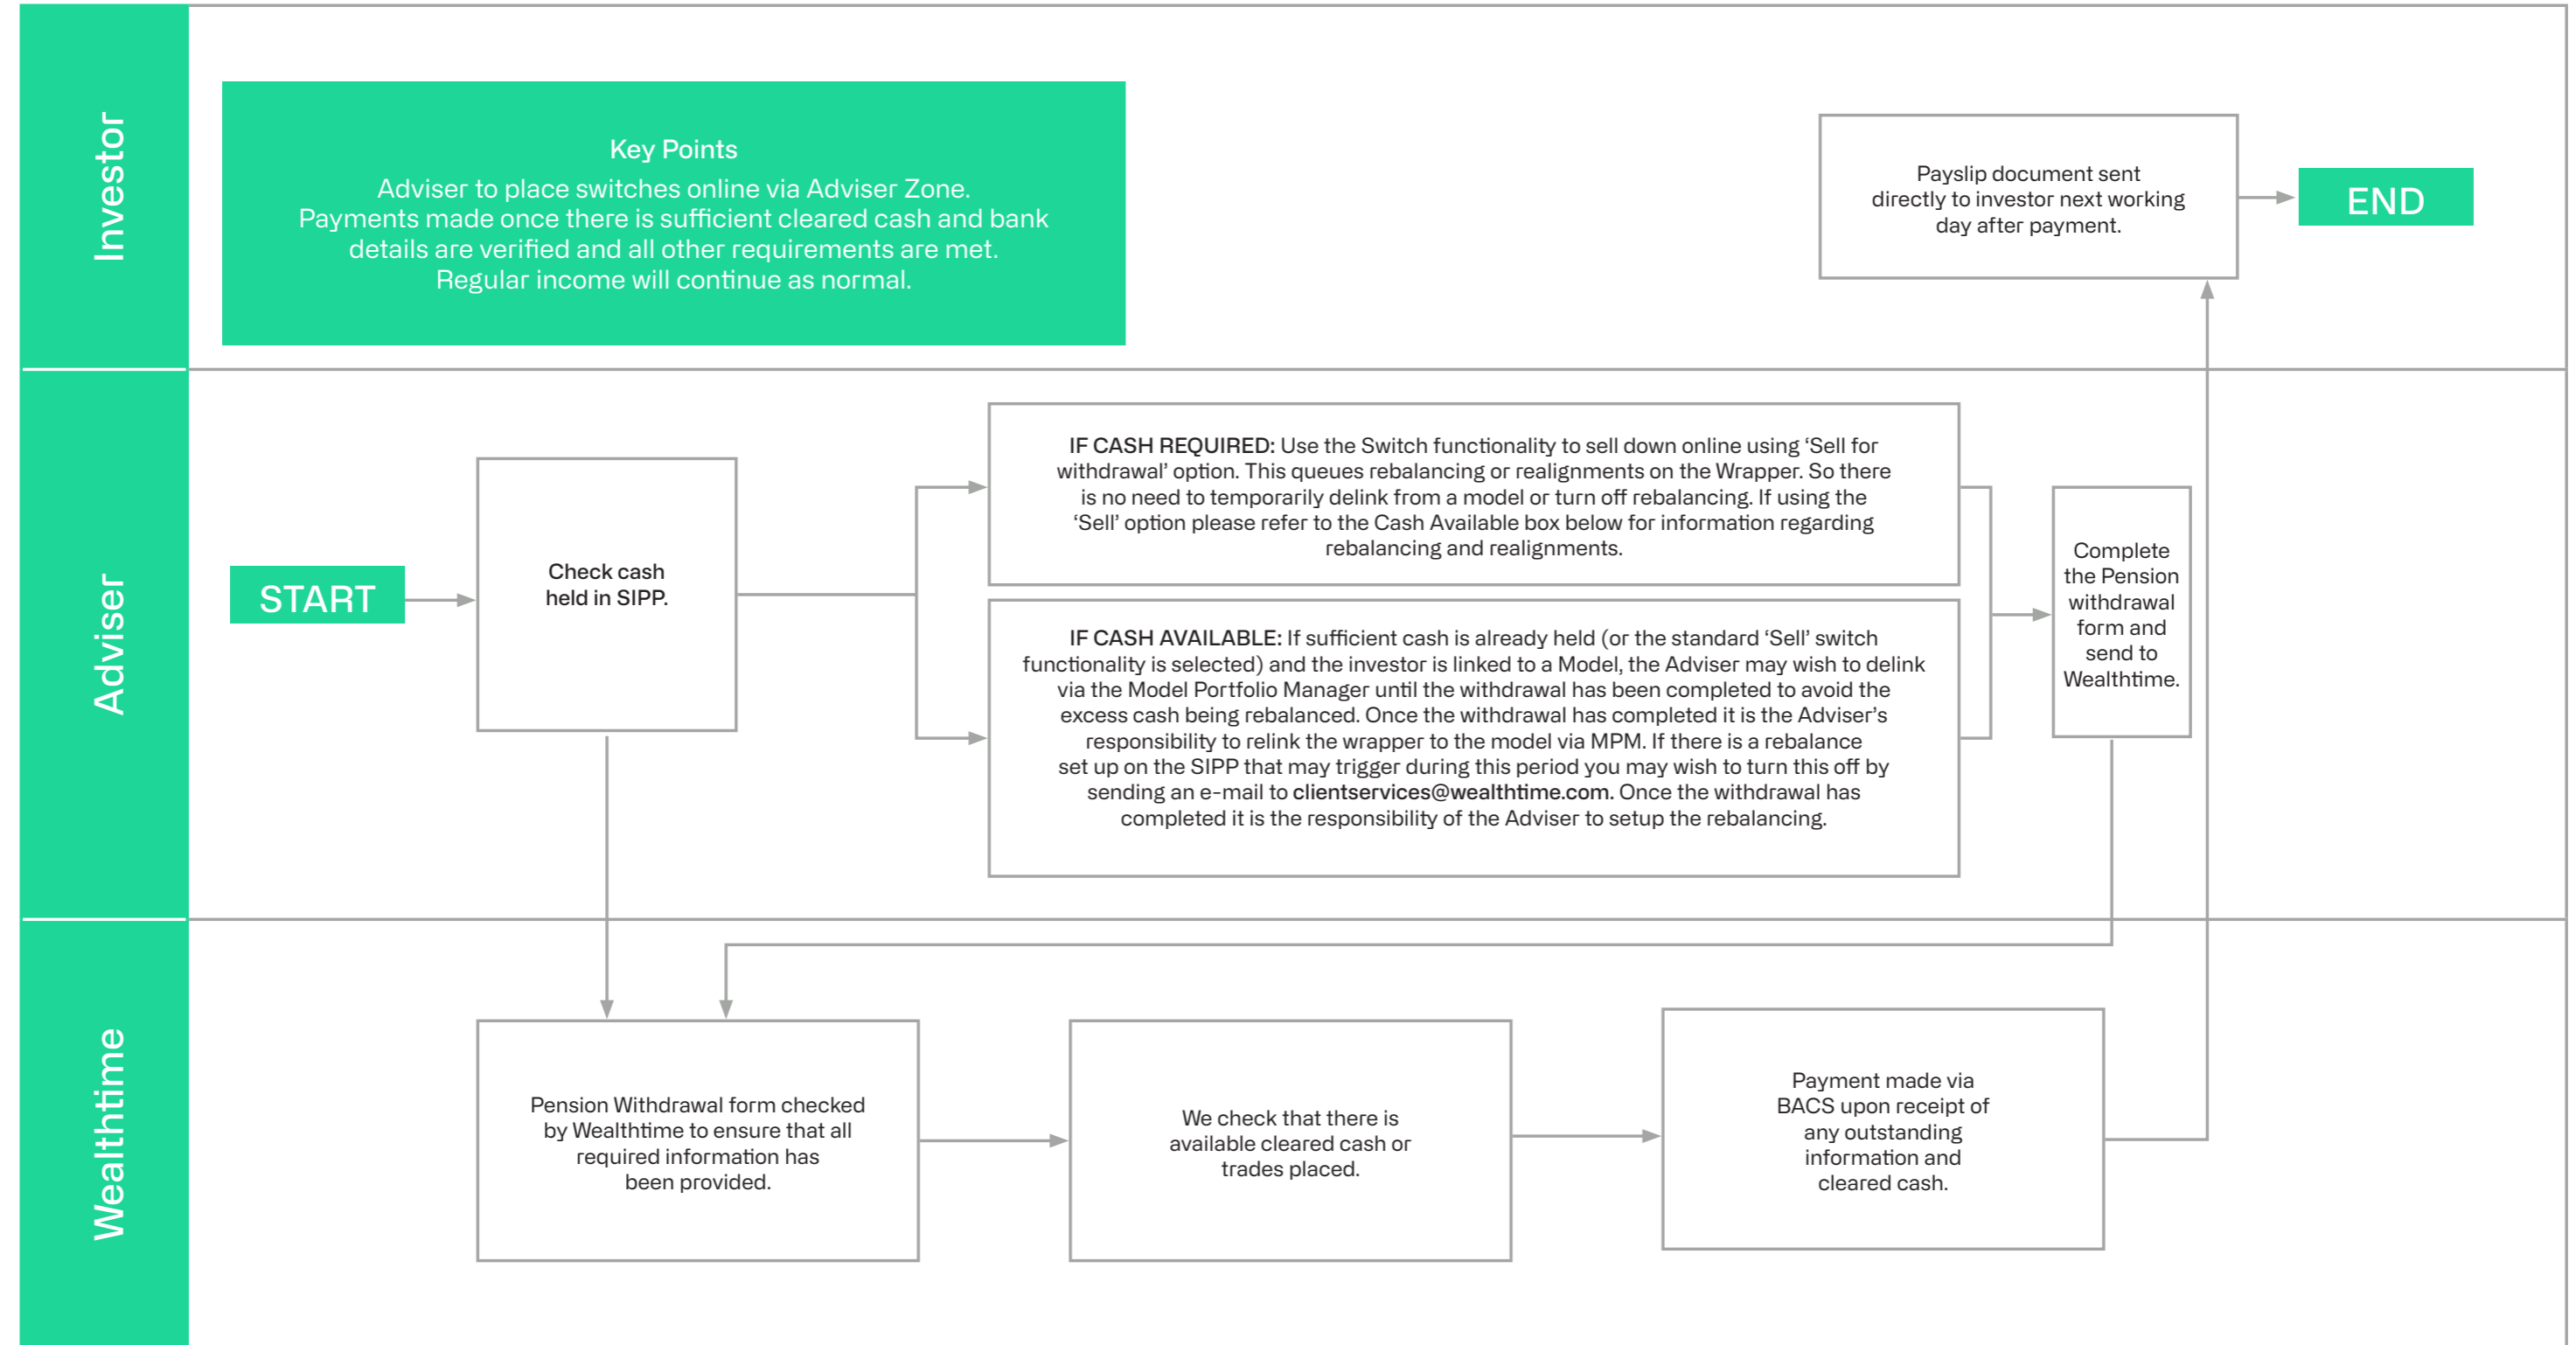 Investor
Key Points
Adviser to place switches online via Adviser Zone.
Payments made once there is sufficient cleared cash and bank
details are verified and all other requirements are met.
Regular income will continue as normal.
Payslip document sent
directly to investor next working
day after payment.
END
Adviser
START
Check cash
held in SIPP.
IF CASH REQUIRED: Use the Switch functionality to sell down online using ‘Sell for
withdrawal’ option. This queues rebalancing or realignments on the Wrapper. So there
is no need to temporarily delink from a model or turn off rebalancing. If using the
‘Sell’ option please refer to the Cash Available box below for information regarding
rebalancing and realignments.
IF CASH AVAILABLE: If sufficient cash is already held (or the standard ‘Sell’ switch
functionality is selected) and the investor is linked to a Model, the Adviser may wish to delink
via the Model Portfolio Manager until the withdrawal has been completed to avoid the
excess cash being rebalanced. Once the withdrawal has completed it is the Adviser’s
responsibility to relink the wrapper to the model via MPM. If there is a rebalance
set up on the SIPP that may trigger during this period you may wish to turn this off by
sending an e-mail to clientservices@wealthtime.com. Once the withdrawal has
completed it is the responsibility of the Adviser to setup the rebalancing.
Complete
the Pension
withdrawal
form and
send to
Wealthtime.
Wealthtime
Pension Withdrawal form checked
by Wealthtime to ensure that all
required information has
been provided.
We check that there is
available cleared cash or
trades placed.
Payment made via
BACS upon receipt of
any outstanding
information and
cleared cash.